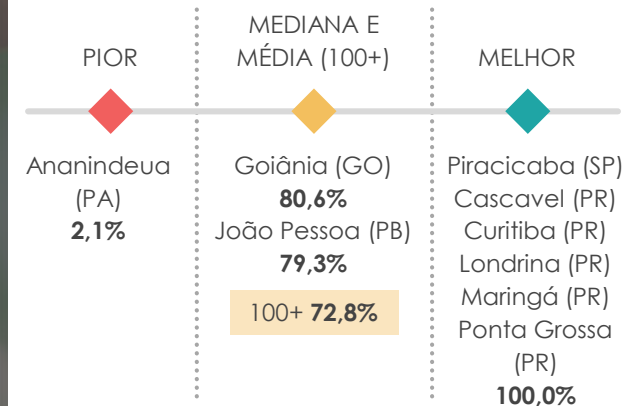 PIOR
Ananindeua
(PA)
2,1%
MEDIANA E
MÉDIA (100+)
Goiânia (GO)
80,6%
João Pessoa (PB)
79,3%
100+ 72,8%
MELHOR
Piracicaba (SP)
Cascavel (PR)
Curitiba (PR)
Londrina (PR)
Maringá (PR)
Ponta Grossa
(PR)
100,0%